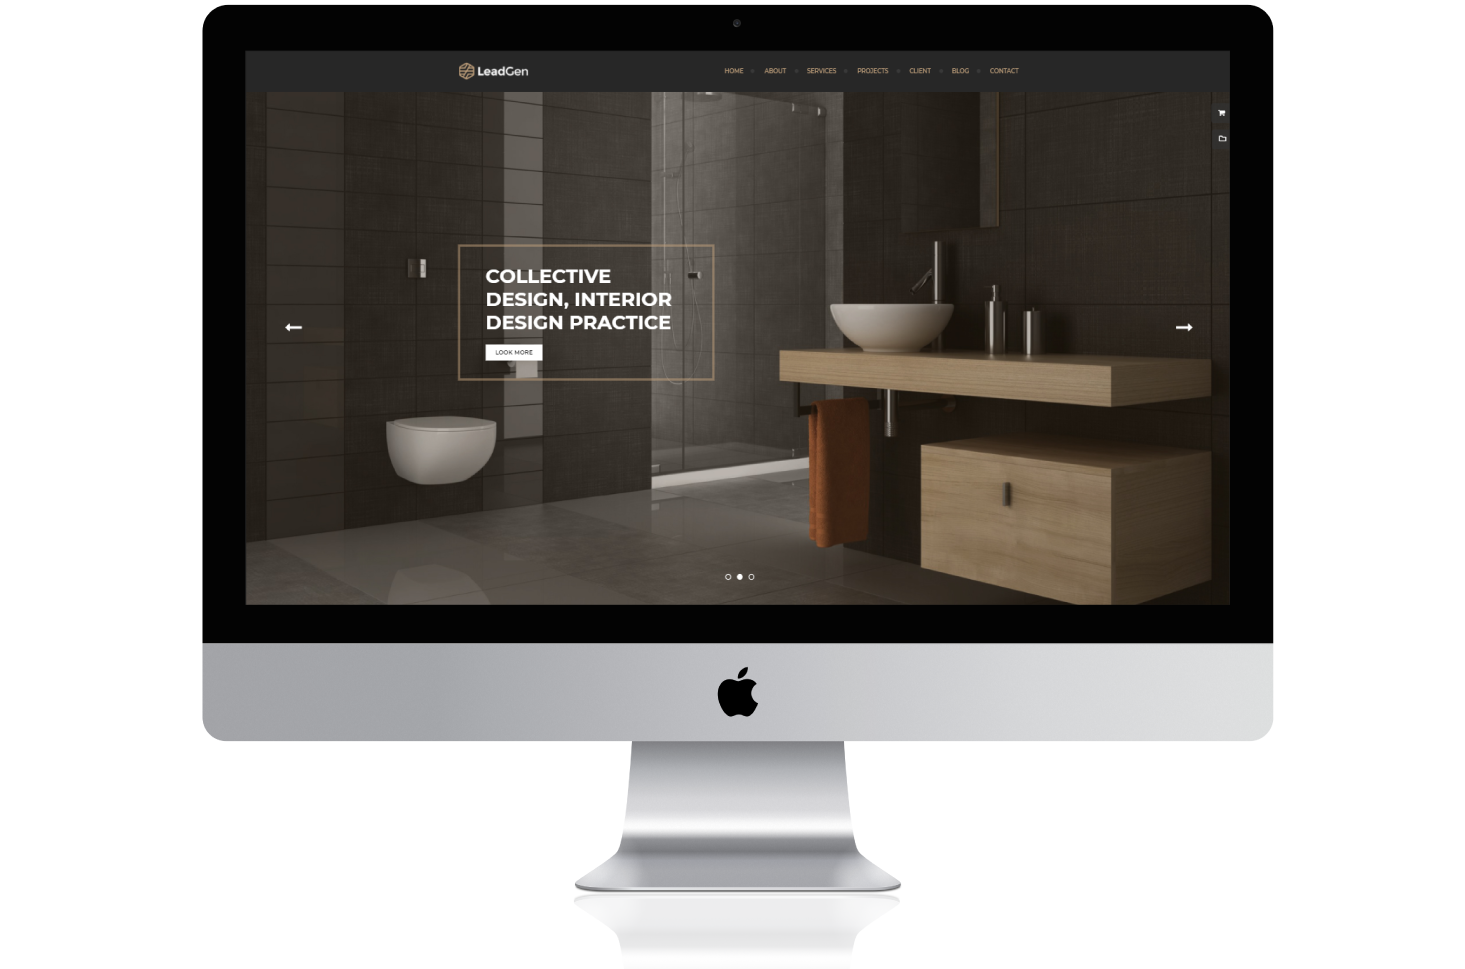 LeadGen
HOME ABOUT SERVICES PROJECTS CLIENT BLOG CONTACT
COLLECTIVE
DESIGN, INTERIOR
DESIGN PRACTICE
LOOK MORE